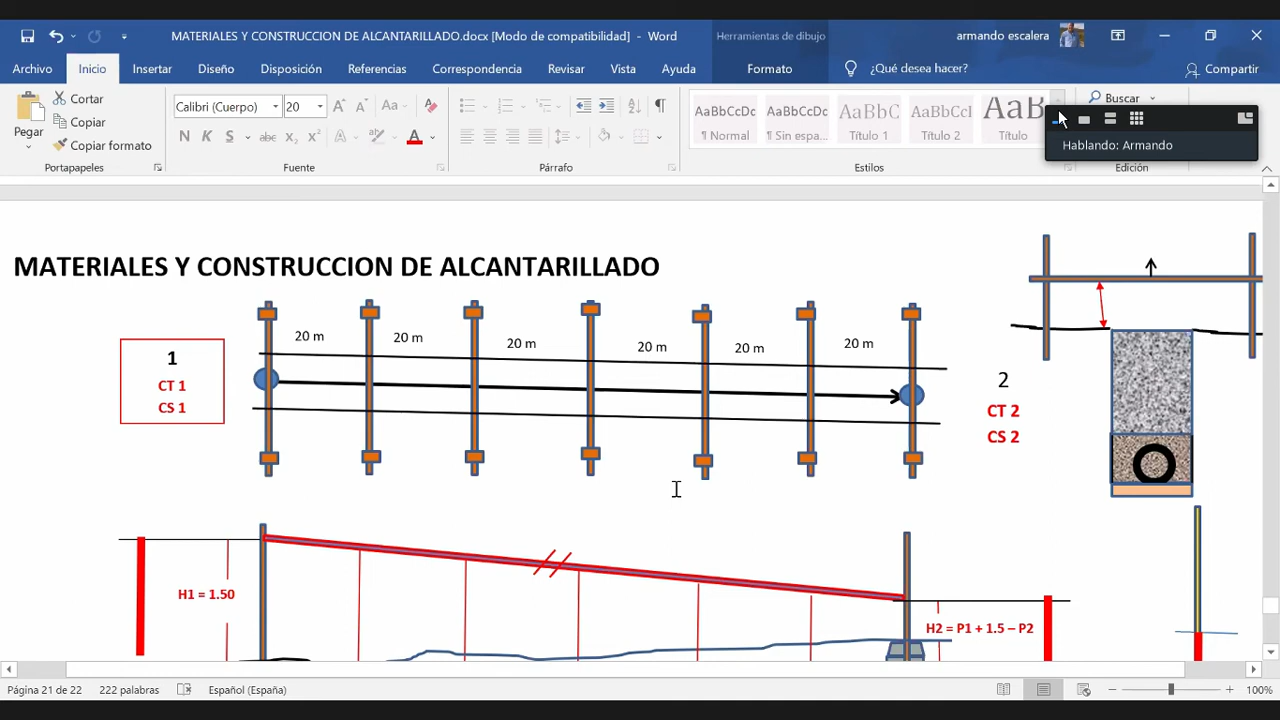 MATERIALES Y CONSTRUCCION DE ALCANTARILLADO.docx [Modo de compatibilidad] - Word
Herramientas de dibujo
armando escalera
Archivo Inicio Insertar Diseño Disposición Referencias Correspondencia Revisar Vista Ayuda Formato ¿Qué desea hacer? Compartir
Pegar
Cortar
Copiar
Copiar formato
Portapapeles
Calibri (Cuerpo) 20
Fuente
Párrafo
AaBbCcDc AaBbCcDc AaBbC AaBbCcI AaB
¶ Normal ¶ Sin espa... Título 1 Título 2 Título
Estilos
Buscar
Hablando: Armando
Edición
MATERIALES Y CONSTRUCCION DE ALCANTARILLADO
20 m 20 m 20 m 20 m 20 m 20 m
1
CT 1
CS 1
2
CT 2
CS 2
H1 = 1.50
H2 = P1 + 1.5 – P2
Página 21 de 22 222 palabras Español (España) 100%